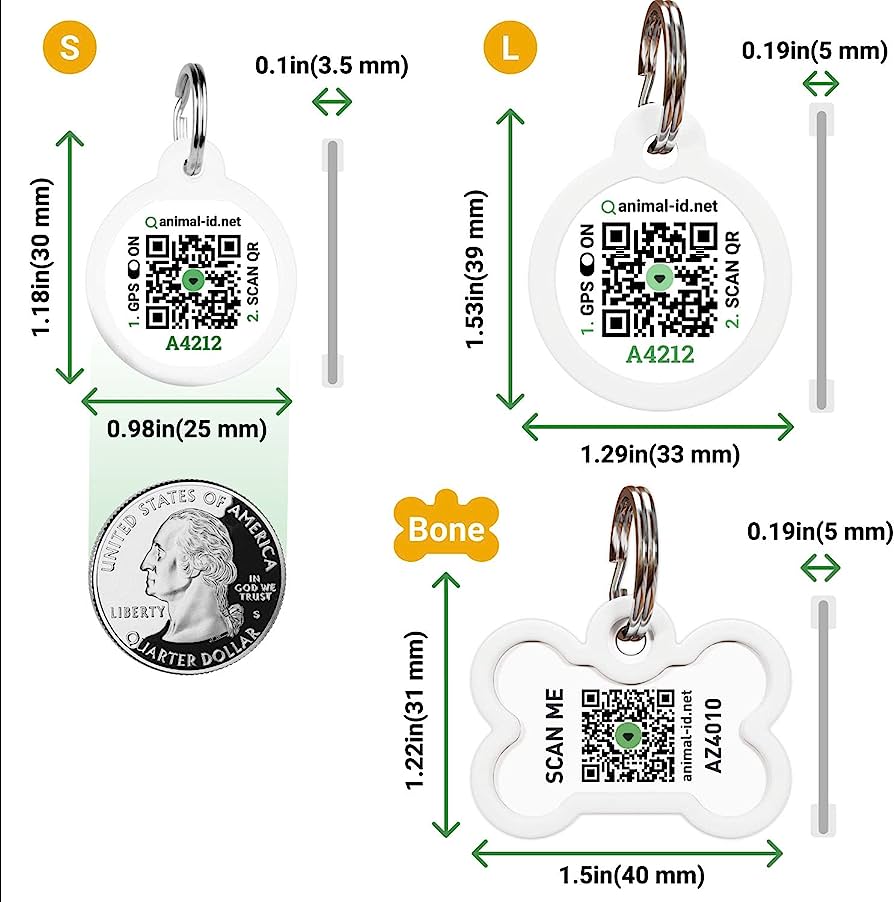 S
0.1in(3.5 mm)
1.18in(30 mm)
animal-id.net
1. GPS ON
2. SCAN QR
A4212
0.98in(25 mm)
UNITED STATES OF AMERICA
IN
GOD WE
TRUST
LIBERTY
S
QUARTER DOLLAR
L
0.19in(5 mm)
1.53in(39 mm)
animal-id.net
1. GPS ON
2. SCAN QR
A4212
1.29in(33 mm)
Bone
0.19in(5 mm)
1.22in(31 mm)
SCAN ME
animal-id.net
AZ4010
1.5in(40 mm)